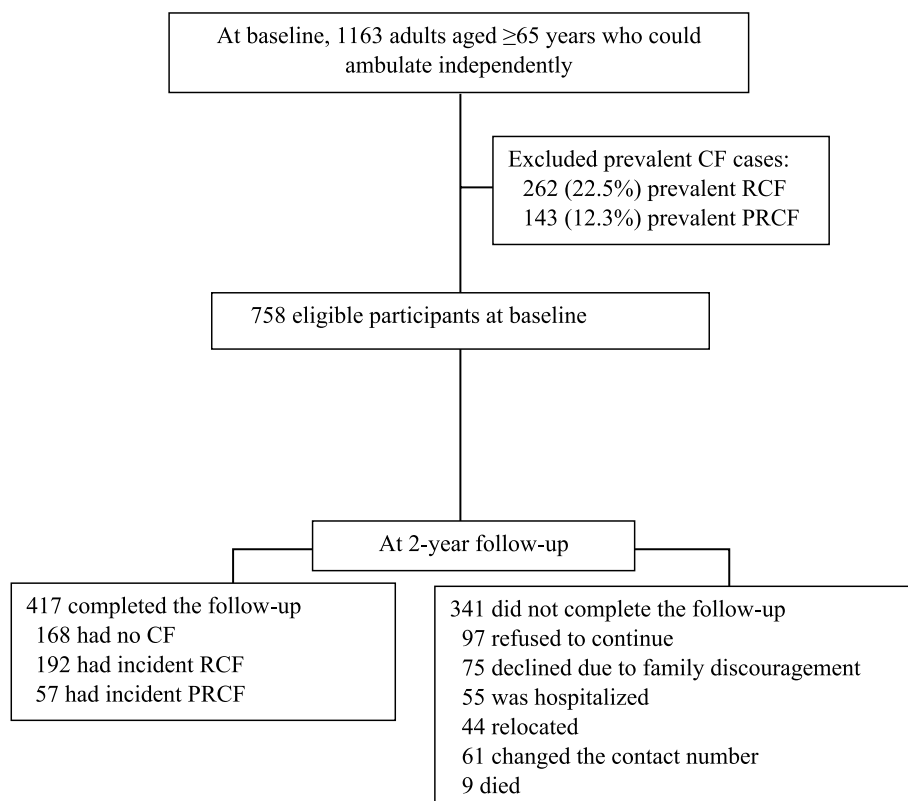 At baseline, 1163 adults aged ≥65 years who could
ambulate independently
Excluded prevalent CF cases:
262 (22.5%) prevalent RCF
143 (12.3%) prevalent PRCF
758 eligible participants at baseline
At 2-year follow-up
417 completed the follow-up
168 had no CF
192 had incident RCF
57 had incident PRCF
341 did not complete the follow-up
97 refused to continue
75 declined due to family discouragement
55 was hospitalized
44 relocated
61 changed the contact number
9 died